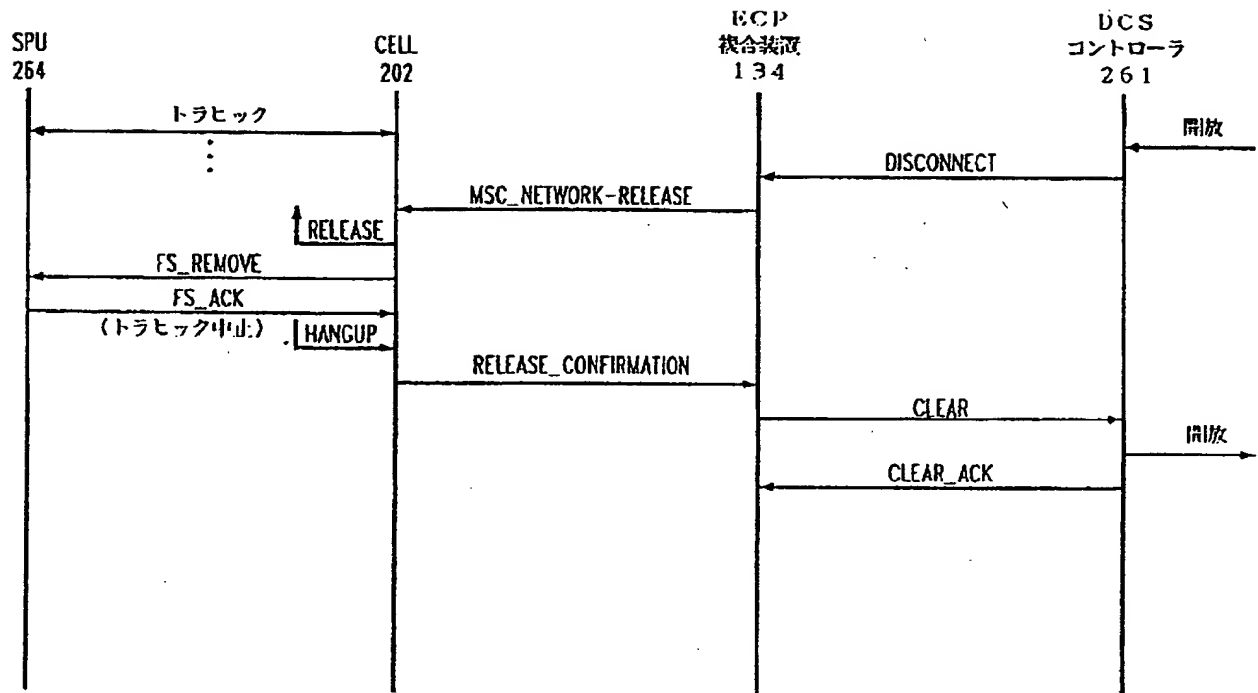 SPU
264
CELL
202
ECP
複合装置
134
DCS
コントローラ
261
トラヒック
開放
DISCONNECT
MSC_NETWORK-RELEASE
RELEASE
FS_REMOVE
FS_ACK
(トラヒック中止)
HANGUP
RELEASE_CONFIRMATION
CLEAR
開放
CLEAR_ACK